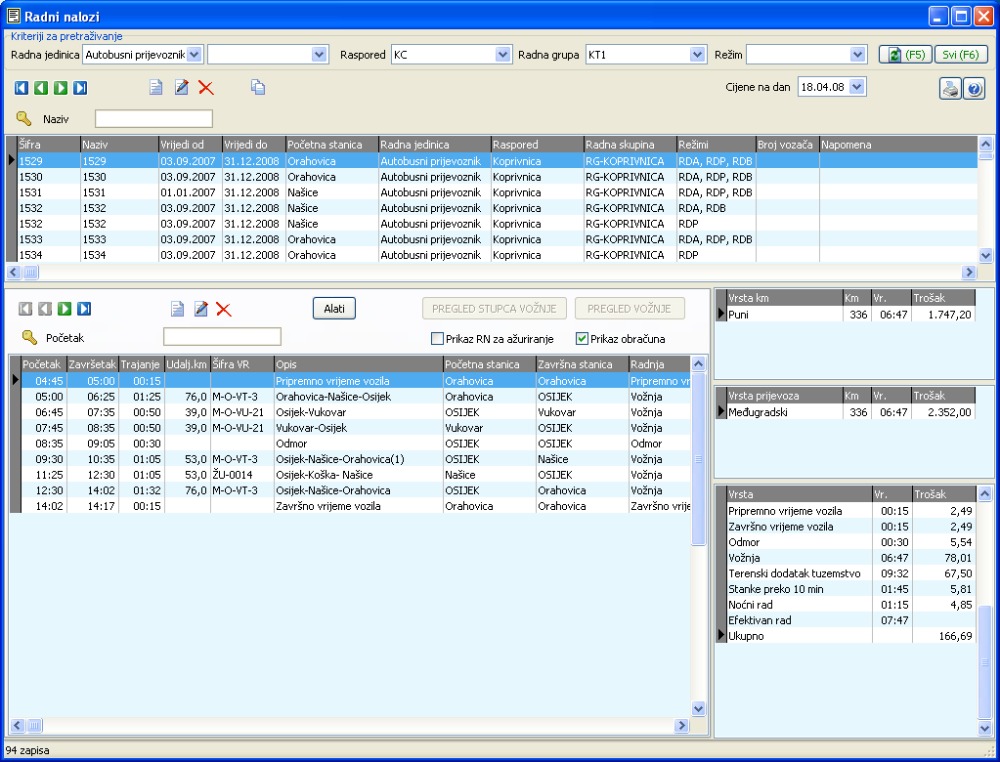 Radni nalozi
Kriteriji za pretraživanje
Radna jedinica Autobusni prijevoznik Raspored KC Radna grupa KT1 Režim (F5) Svi (F6)
Cijene na dan 18.04.08
Naziv
Šifra Naziv Vrijedi od Vrijedi do Početna stanica Radna jedinica Raspored Radna skupina Režimi Broj vozača Napomena
1529 1529 03.09.2007 31.12.2008 Orahovica Autobusni prijevoznik Koprivnica RG-KOPRIVNICA RDA, RDP, RDB
1530 1530 03.09.2007 31.12.2008 Orahovica Autobusni prijevoznik Koprivnica RG-KOPRIVNICA RDA, RDP, RDB
1531 1531 01.01.2007 31.12.2008 Našice Autobusni prijevoznik Koprivnica RG-KOPRIVNICA RDA, RDP, RDB
1532 1532 03.09.2007 31.12.2008 Našice Autobusni prijevoznik Koprivnica RG-KOPRIVNICA RDA, RDB
1532 1532 03.09.2007 31.12.2008 Našice Autobusni prijevoznik Koprivnica RG-KOPRIVNICA RDP
1533 1533 03.09.2007 31.12.2008 Orahovica Autobusni prijevoznik Koprivnica RG-KOPRIVNICA RDA, RDP, RDB
1534 1534 03.09.2007 31.12.2008 Orahovica Autobusni prijevoznik Koprivnica RG-KOPRIVNICA RDP
Alati PREGLED STUPCA VOŽNJE PREGLED VOŽNJE
Početak Prikaz RN za ažuriranje Prikaz obračuna
Početak Završetak Trajanje Udalj.km Šifra VR Opis Početna stanica Završna stanica Radnja
04:45 05:00 00:15 Pripremno vrijeme vozila Orahovica Orahovica Pripremno vr
05:00 06:25 01:25 76,0 M-O-VT-3 Orahovica-Našice-Osijek Orahovica OSIJEK Vožnja
06:45 07:35 00:50 39,0 M-O-VU-21 Osijek-Vukovar OSIJEK Vukovar Vožnja
07:45 08:35 00:50 39,0 M-O-VU-21 Vukovar-Osijek Vukovar OSIJEK Vožnja
08:35 09:05 00:30 Odmor OSIJEK OSIJEK Odmor
09:30 10:35 01:05 53,0 M-O-VT-3 Osijek-Našice-Orahovica(1) OSIJEK Našice Vožnja
11:25 12:30 01:05 53,0 ŽU-0014 Osijek-Koška- Našice Našice OSIJEK Vožnja
12:30 14:02 01:32 76,0 M-O-VT-3 Osijek-Našice-Orahovica OSIJEK Orahovica Vožnja
14:02 14:17 00:15 Završno vrijeme vozila Orahovica Orahovica Završno vrije
Vrsta km Km Vr. Trošak
Puni 336 06:47 1.747,20
Vrsta prijevoza Km Vr. Trošak
Međugradski 336 06:47 2.352,00
Vrsta Vr. Trošak
Pripremno vrijeme vozila 00:15 2,49
Završno vrijeme vozila 00:15 2,49
Odmor 00:30 5,54
Vožnja 06:47 78,01
Terenski dodatak tuzemstvo 09:32 67,50
Stanke preko 10 min 01:45 5,81
Noćni rad 01:15 4,85
Efektivan rad 07:47
Ukupno 166,69
94 zapisa